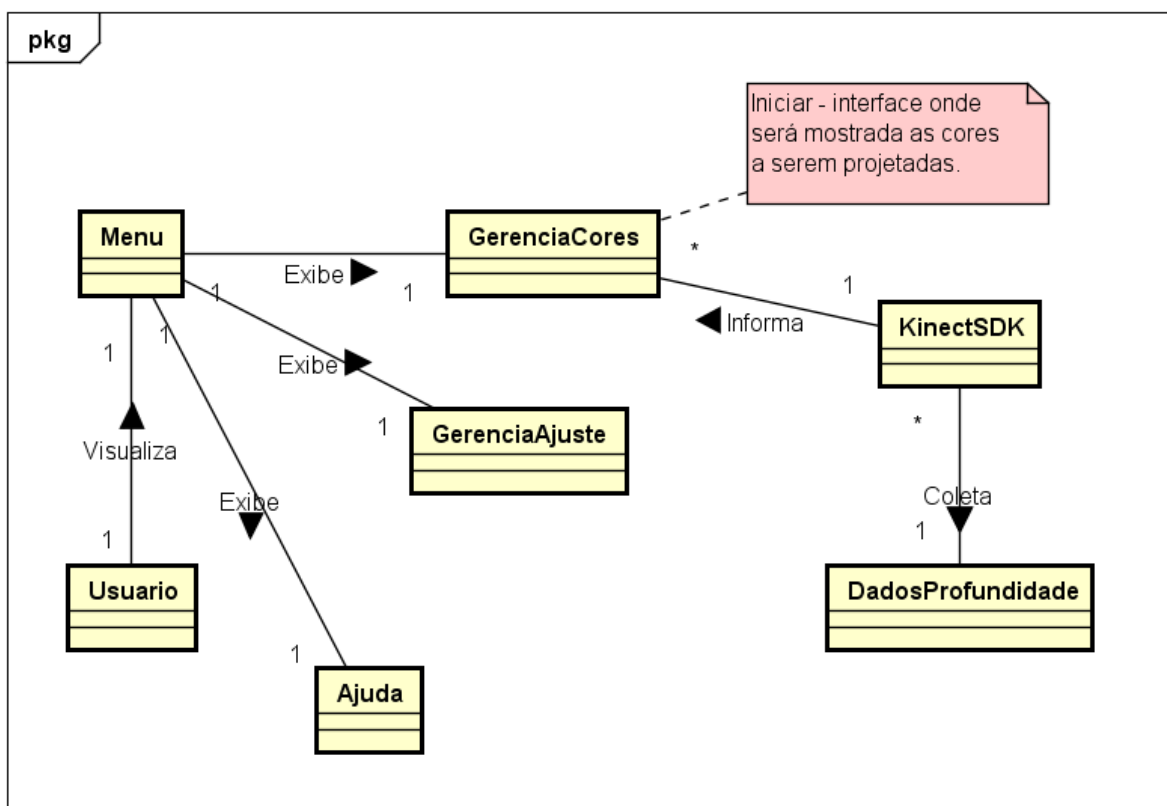 pkg
Iniciar - interface onde
será mostrada as cores
a serem projetadas.
Menu
GerenciaCores
*
Exibe
1
1
1
Informa
1
KinectSDK
1
Exibe
1
GerenciaAjuste
*
Visualiza
Exibe
Coleta
1
1
Usuario
DadosProfundidade
1
Ajuda